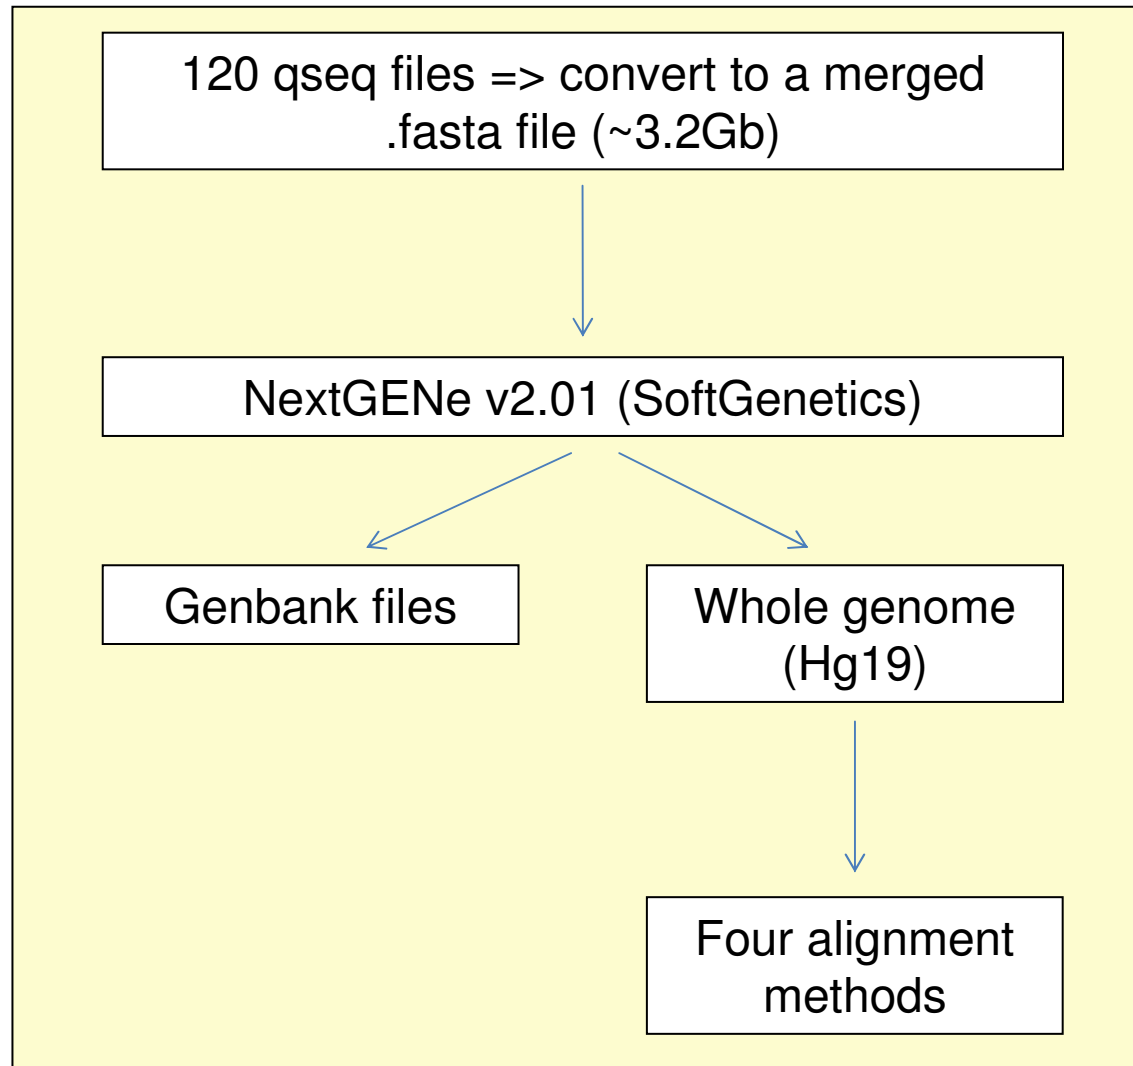 120 qseq files => convert to a merged
.fasta file (~3.2Gb)
NextGENe v2.01 (SoftGenetics)
Genbank files
Whole genome
(Hg19)
Four alignment
methods